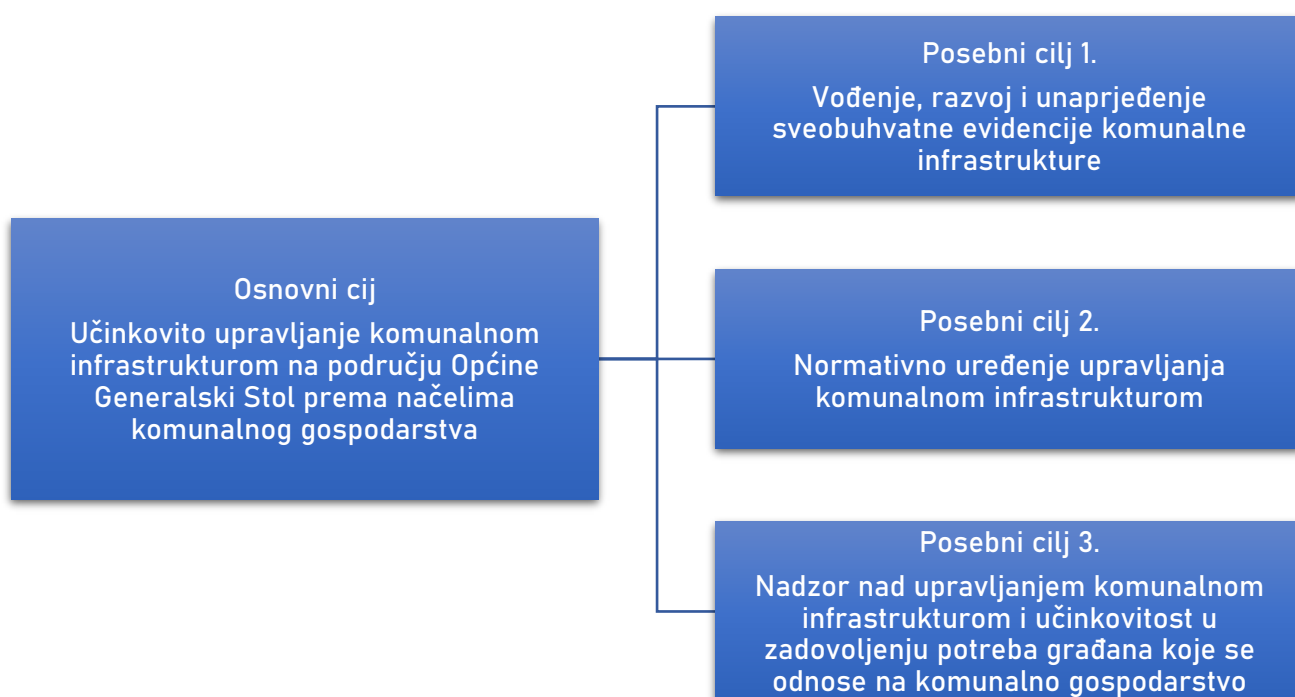 Osnovni cij
Učinkovito upravljanje komunalnom
infrastrukturom na području Općine
Generalski Stol prema načelima
komunalnog gospodarstva
Posebni cilj 1.
Vođenje, razvoj i unaprjeđenje
sveobuhvatne evidencije komunalne
infrastrukture
Posebni cilj 2.
Normativno uređenje upravljanja
komunalnom infrastrukturom
Posebni cilj 3.
Nadzor nad upravljanjem komunalnom
infrastrukturom i učinkovitost u
zadovoljenju potreba građana koje se
odnose na komunalno gospodarstvo